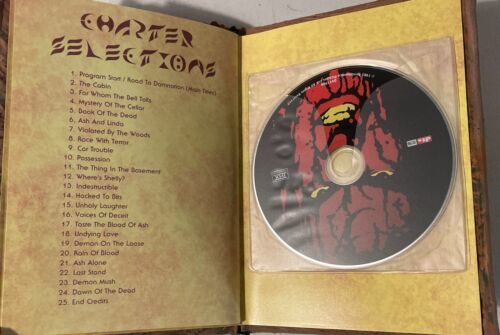 CHAPTER
SELECTIONS
1. Program Start / Road To Damnation (Main Titles)
2. The Cabin
3. For Whom the Bell Tolls
4. Mystery Of The Cellar
5. Book Of The Dead
6. Ash And Linda
7. Violated By The Woods
8. Race With Terror
9. Car Trouble
10. Possession
11. The Thing In The Basement
12. Where's Shelly?
13. Indestructible
14. Hacked To Bits
15. Unholy Laughter
16. Voices Of Deceit
17. Taste The Blood Of Ash
18. Undying Love
19. Demon On The Loose
20. Rain Of Blood
21. Ash Alone
22. Last Stand
23. Demon Mush
24. Dawn Of The Dead
25. End Credits
THX